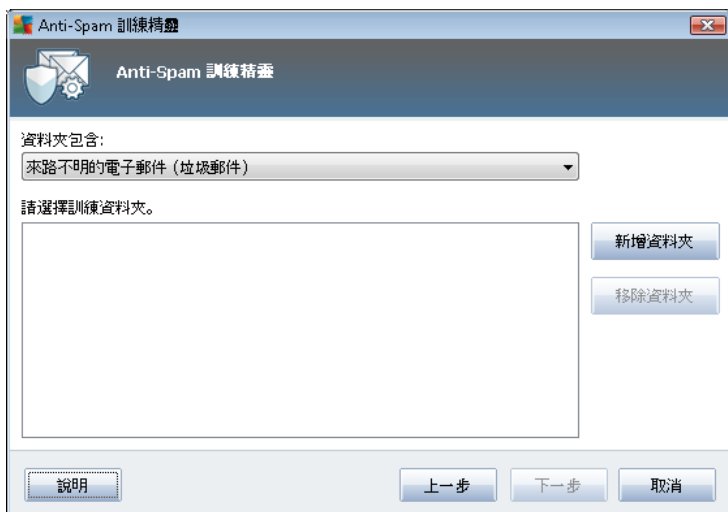 Anti-Spam 訓練精靈
Anti-Spam 訓練精靈
資料夾包含:
來路不明的電子郵件 (垃圾郵件)
請選擇訓練資料夾。
新增資料夾
移除資料夾
說明
上一步
下一步
取消